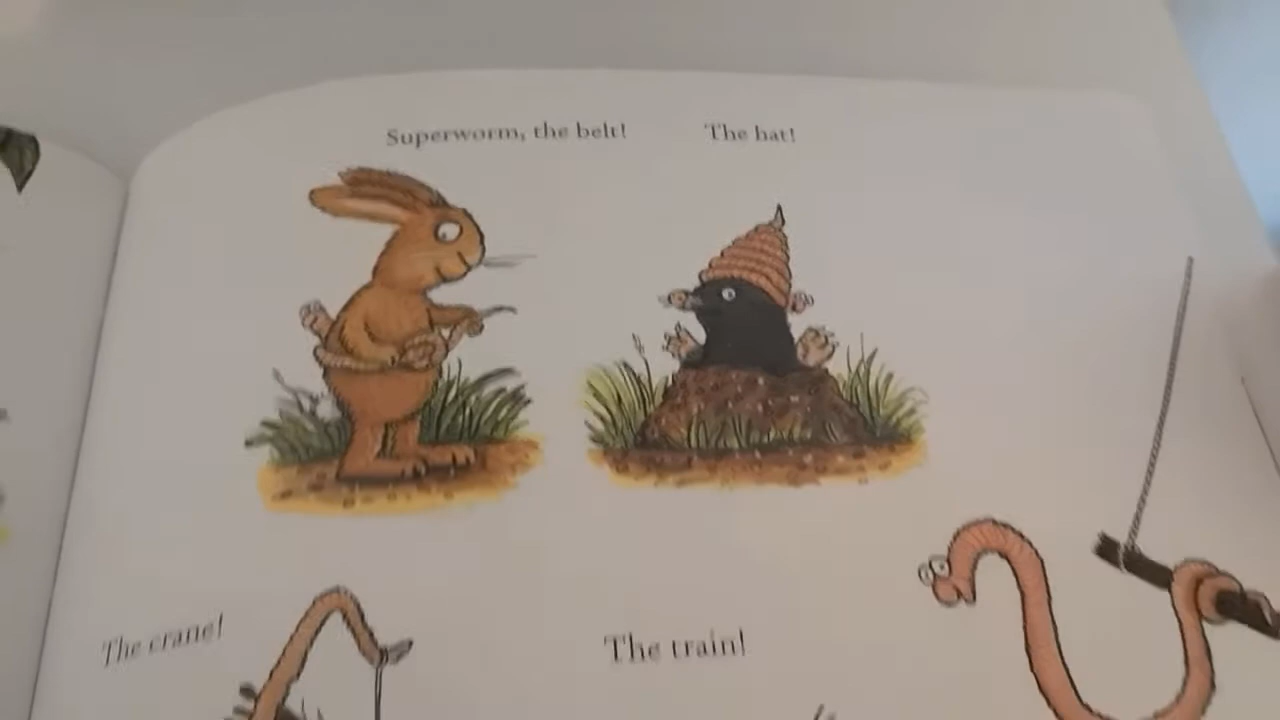 Superworm, the belt!
The hat!
The crane!
The train!